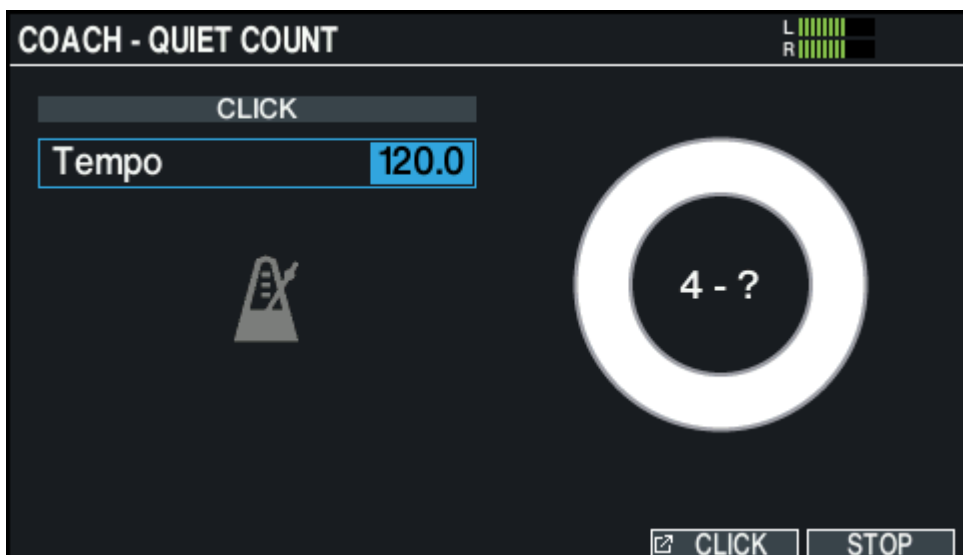 COACH - QUIET COUNT
L
R
CLICK
Tempo 120.0
4 - ?
CLICK STOP